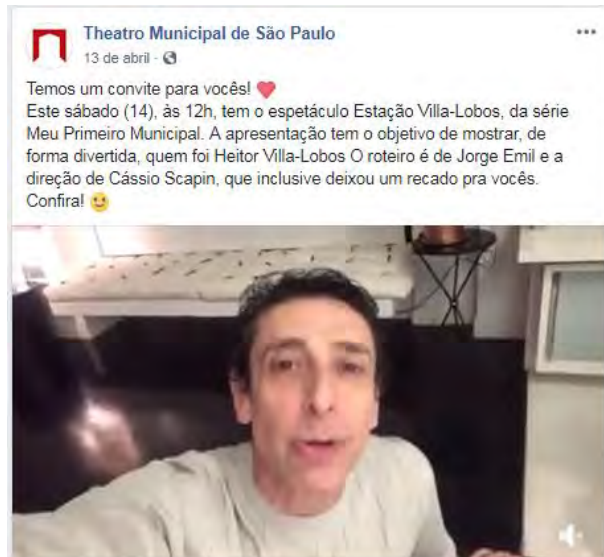 Theatro Municipal de São Paulo
13 de abril ·
Temos um convite para vocês!
Este sábado (14), às 12h, tem o espetáculo Estação Villa-Lobos, da série
Meu Primeiro Municipal. A apresentação tem o objetivo de mostrar, de
forma divertida, quem foi Heitor Villa-Lobos O roteiro é de Jorge Emil e a
direção de Cássio Scapin, que inclusive deixou um recado pra vocês.
Confira!